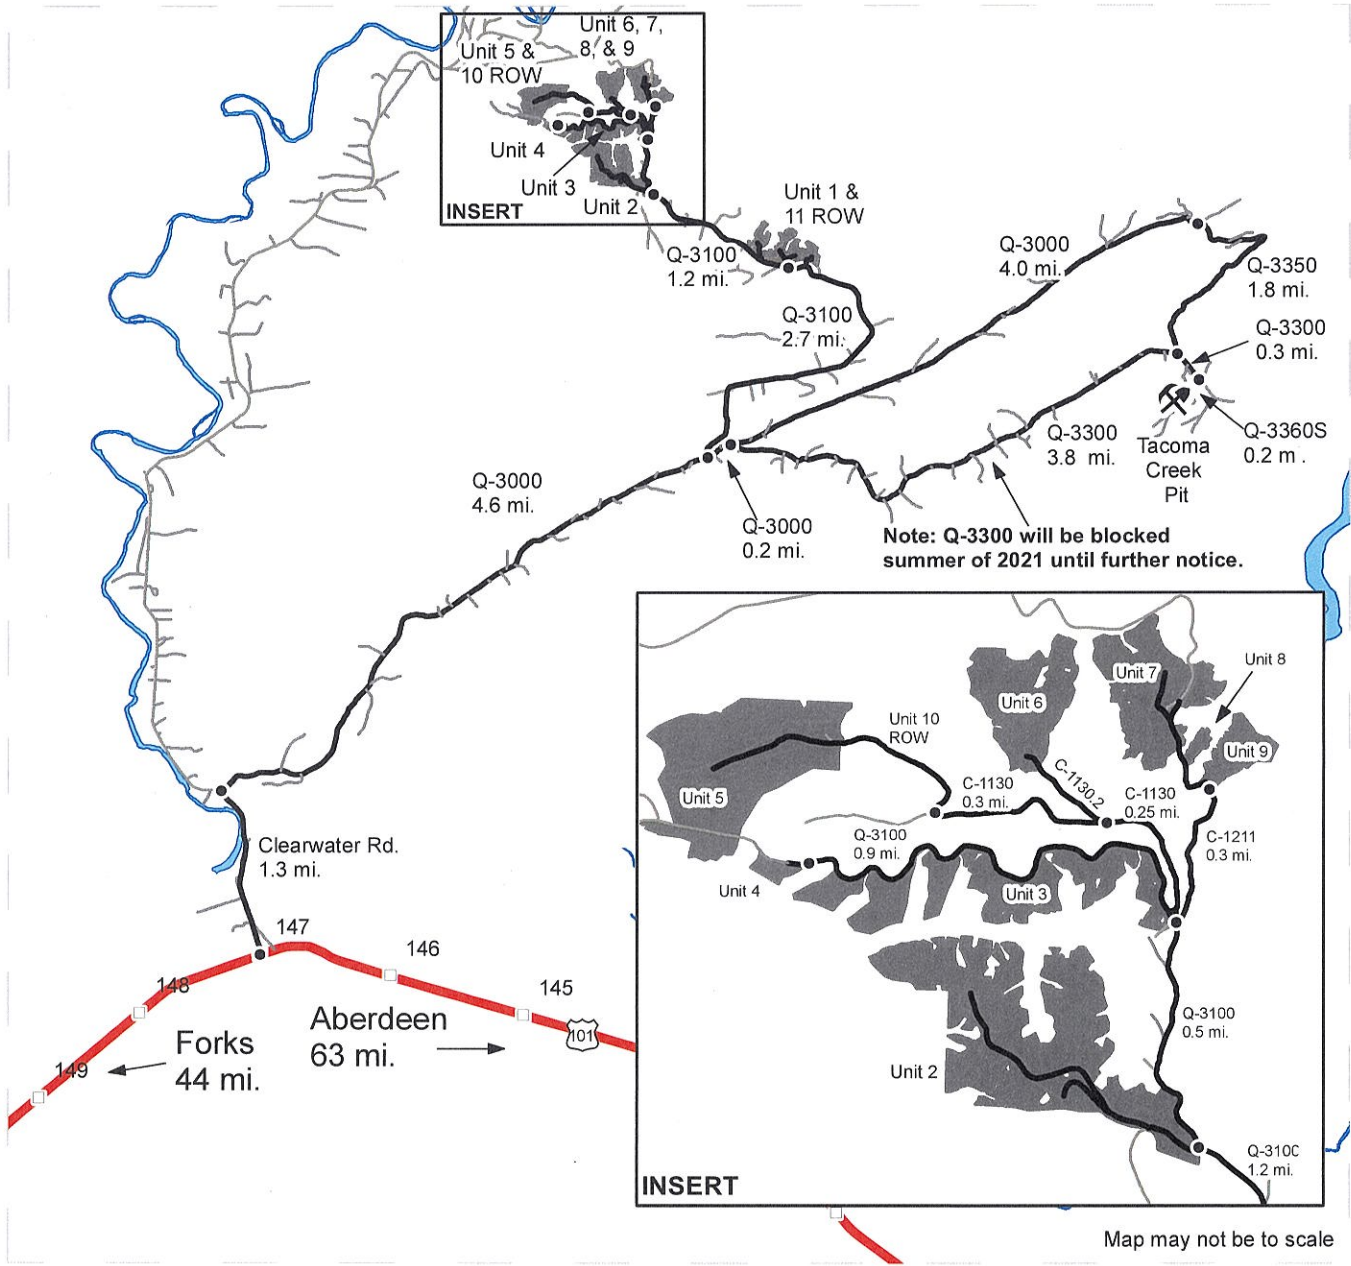 Unit 6, 7,
8, & 9
Unit 5 &
10 ROW
Unit 4
Unit 3
Unit 2
INSERT
Unit 1 &
11 ROW
Q-3100
1.2 mi.
Q-3100
2.7 mi.
Q-3000
4.0 mi.
Q-3350
1.8 mi.
Q-3300
0.3 mi.
Q-3360S
0.2 m .
Tacoma
Creek
Pit
Q-3300
3.8 mi.
Q-3000
4.6 mi.
Q-3000
0.2 mi.
Note: Q-3300 will be blocked
summer of 2021 until further notice.
Clearwater Rd.
1.3 mi.
147
146
145
148
149
101
Forks
44 mi.
Aberdeen
63 mi.
Unit 7
Unit 8
Unit 6
Unit 9
Unit 10
ROW
Unit 5
C-1130
0.3 mi.
C-1130.2
C-1130
0.25 mi.
C-1211
0.3 mi.
Q-3100
0.9 mi.
Unit 4
Unit 3
Q-3100
0.5 mi.
Unit 2
Q-310C
1.2 mi.
INSERT
Map may not be to scale